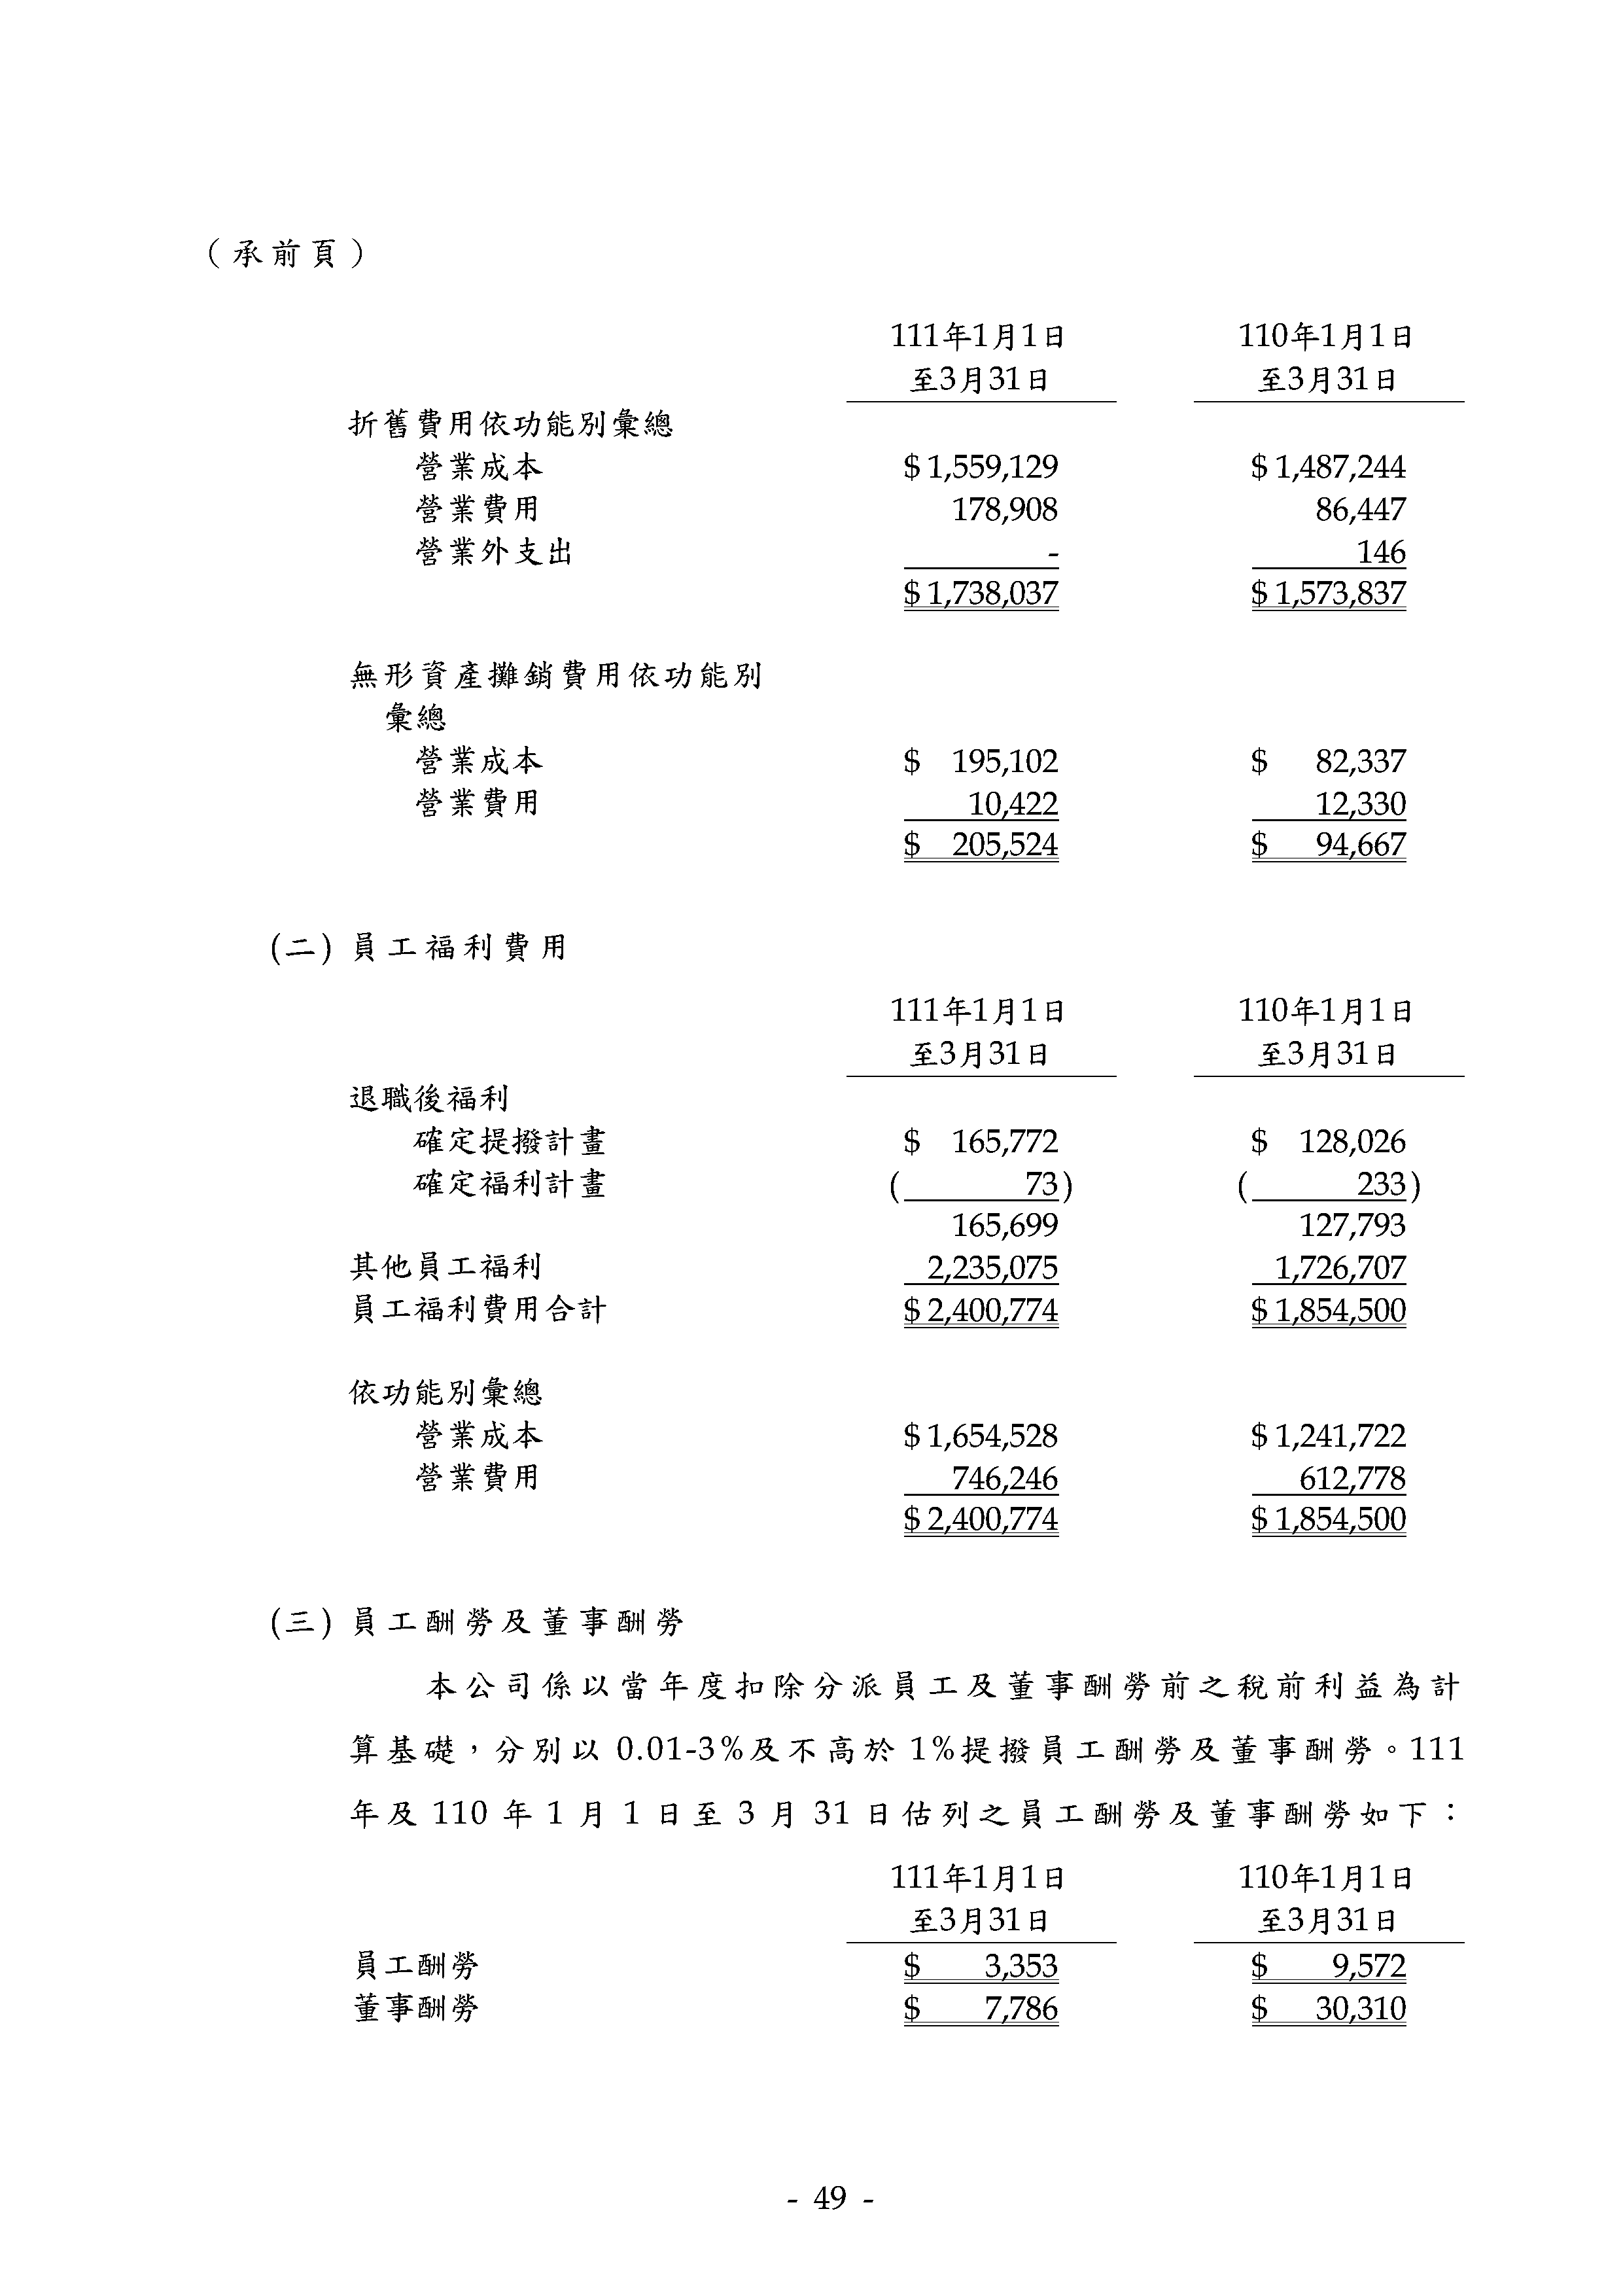 （承前頁）
111年1月1日 110年1月1日
至3月31日 至3月31日
折舊費用依功能別彙總
營業成本 $ 1,559,129 $ 1,487,244
營業費用 178,908 86,447
營業外支出 - 146
$ 1,738,037 $ 1,573,837
無形資產攤銷費用依功能別
彙總
營業成本 $ 195,102 $ 82,337
營業費用 10,422 12,330
$ 205,524 $ 94,667
(二) 員工福利費用
111年1月1日 110年1月1日
至3月31日 至3月31日
退職後福利
確定提撥計畫 $ 165,772 $ 128,026
確定福利計畫 ( 73) ( 233)
165,699 127,793
其他員工福利 2,235,075 1,726,707
員工福利費用合計 $ 2,400,774 $ 1,854,500
依功能別彙總
營業成本 $ 1,654,528 $ 1,241,722
營業費用 746,246 612,778
$ 2,400,774 $ 1,854,500
(三) 員工酬勞及董事酬勞
本公司係以當年度扣除分派員工及董事酬勞前之稅前利益為計
算基礎，分別以 0.01-3%及不高於 1%提撥員工酬勞及董事酬勞。111
年及 110 年 1 月 1 日至 3 月 31 日估列之員工酬勞及董事酬勞如下：
111年1月1日 110年1月1日
至3月31日 至3月31日
員工酬勞 $ 3,353 $ 9,572
董事酬勞 $ 7,786 $ 30,310
- 49 -